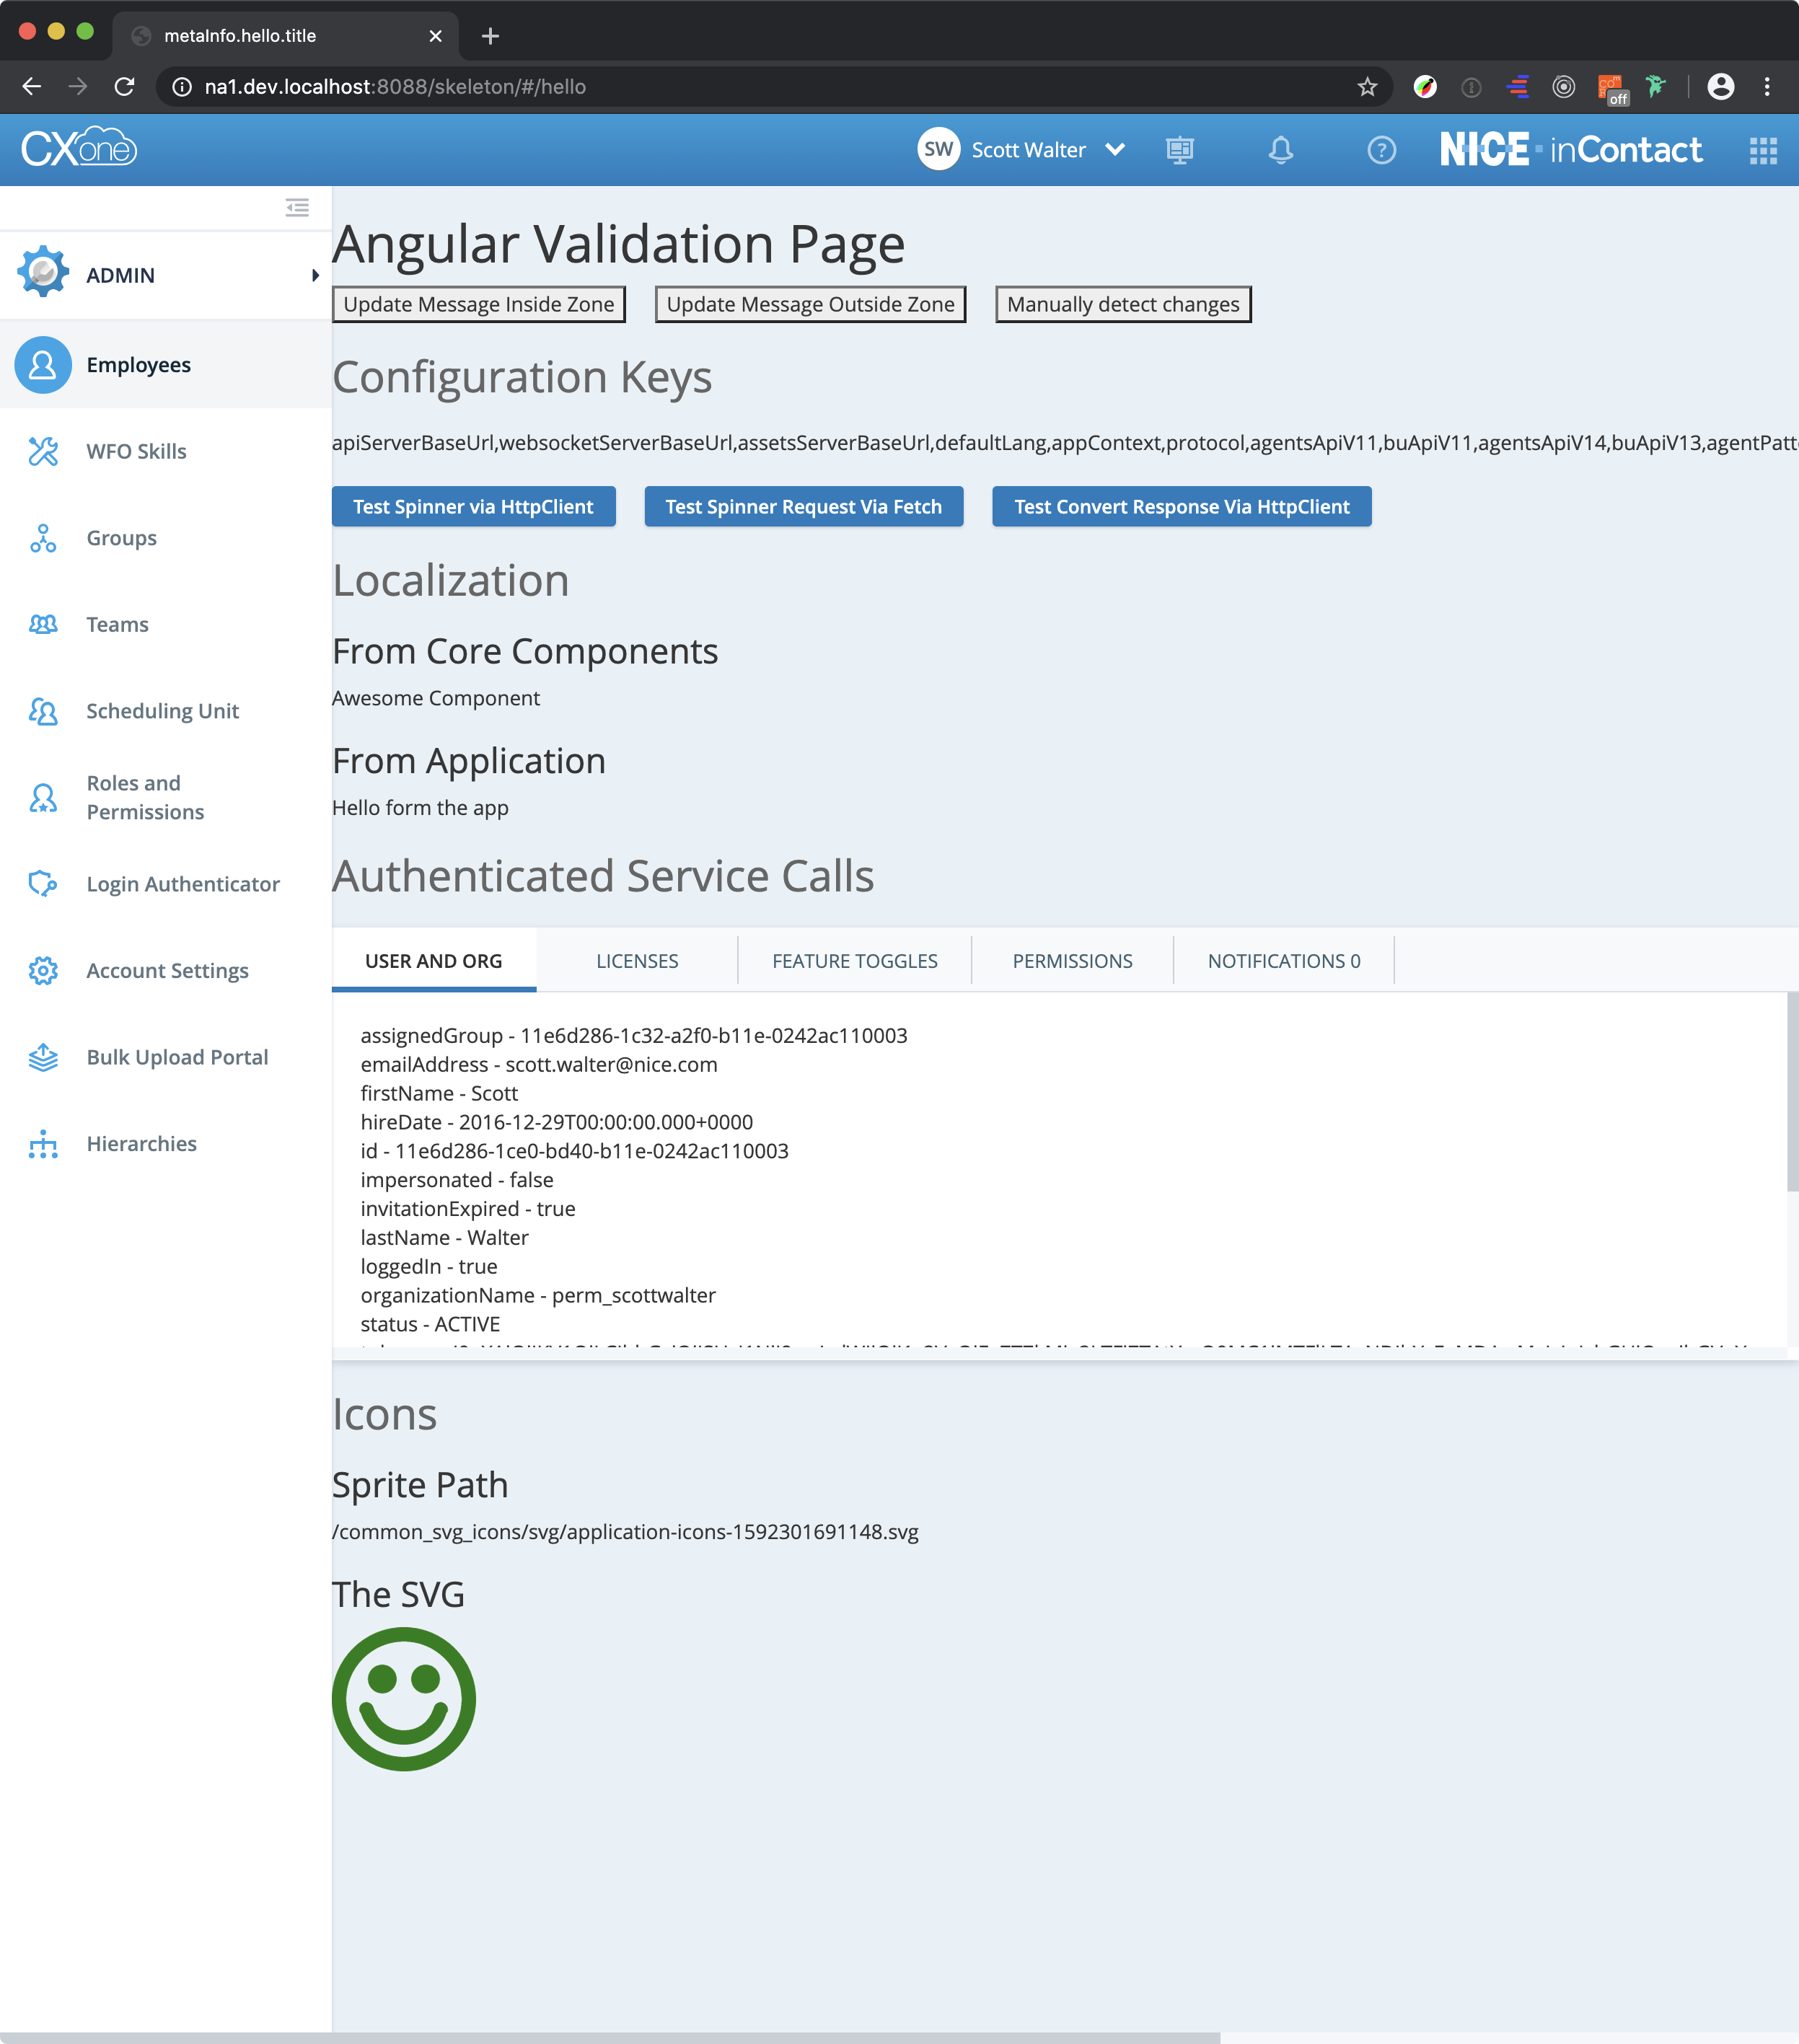 metaInfo.hello.title
na1.dev.localhost:8088/skeleton/#/hello
off
CXone
SW Scott Walter
NICE inContact
ADMIN
Employees
WFO Skills
Groups
Teams
Scheduling Unit
Roles and
Permissions
Login Authenticator
Account Settings
Bulk Upload Portal
Hierarchies
Angular Validation Page
Update Message Inside Zone Update Message Outside Zone Manually detect changes
Configuration Keys
apiServerBaseUrl,websocketServerBaseUrl,assetsServerBaseUrl,defaultLang,appContext,protocol,agentsApiV11,buApiV11,agentsApiV14,buApiV13,agentPatt
Test Spinner via HttpClient Test Spinner Request Via Fetch Test Convert Response Via HttpClient
Localization
From Core Components
Awesome Component
From Application
Hello form the app
Authenticated Service Calls
USER AND ORG LICENSES FEATURE TOGGLES PERMISSIONS NOTIFICATIONS 0
assignedGroup - 11e6d286-1c32-a2f0-b11e-0242ac110003
emailAddress - scott.walter@nice.com
firstName - Scott
hireDate - 2016-12-29T00:00:00.000+0000
id - 11e6d286-1ce0-bd40-b11e-0242ac110003
impersonated - false
invitationExpired - true
lastName - Walter
loggedIn - true
organizationName - perm_scottwalter
status - ACTIVE
Icons
Sprite Path
/common_svg_icons/svg/application-icons-1592301691148.svg
The SVG